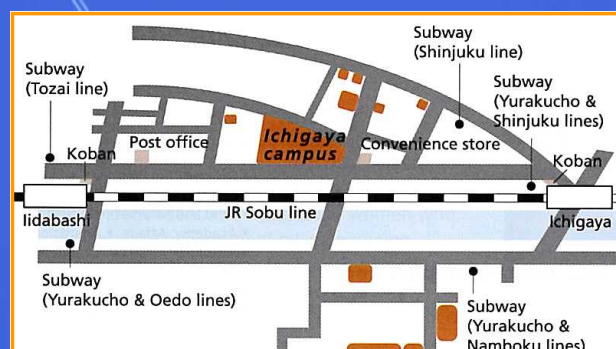 Subway
(Shinjuku line)
Subway
(Tozai line)
Subway
(Yurakucho &
Shinjuku lines)
Post office
Ichigaya
campus
Convenience store
Koban
Koban
Iidabashi
JR Sobu line
Ichigaya
Subway
(Yurakucho & Oedo lines)
Subway
(Yurakucho &
Namboku lines)